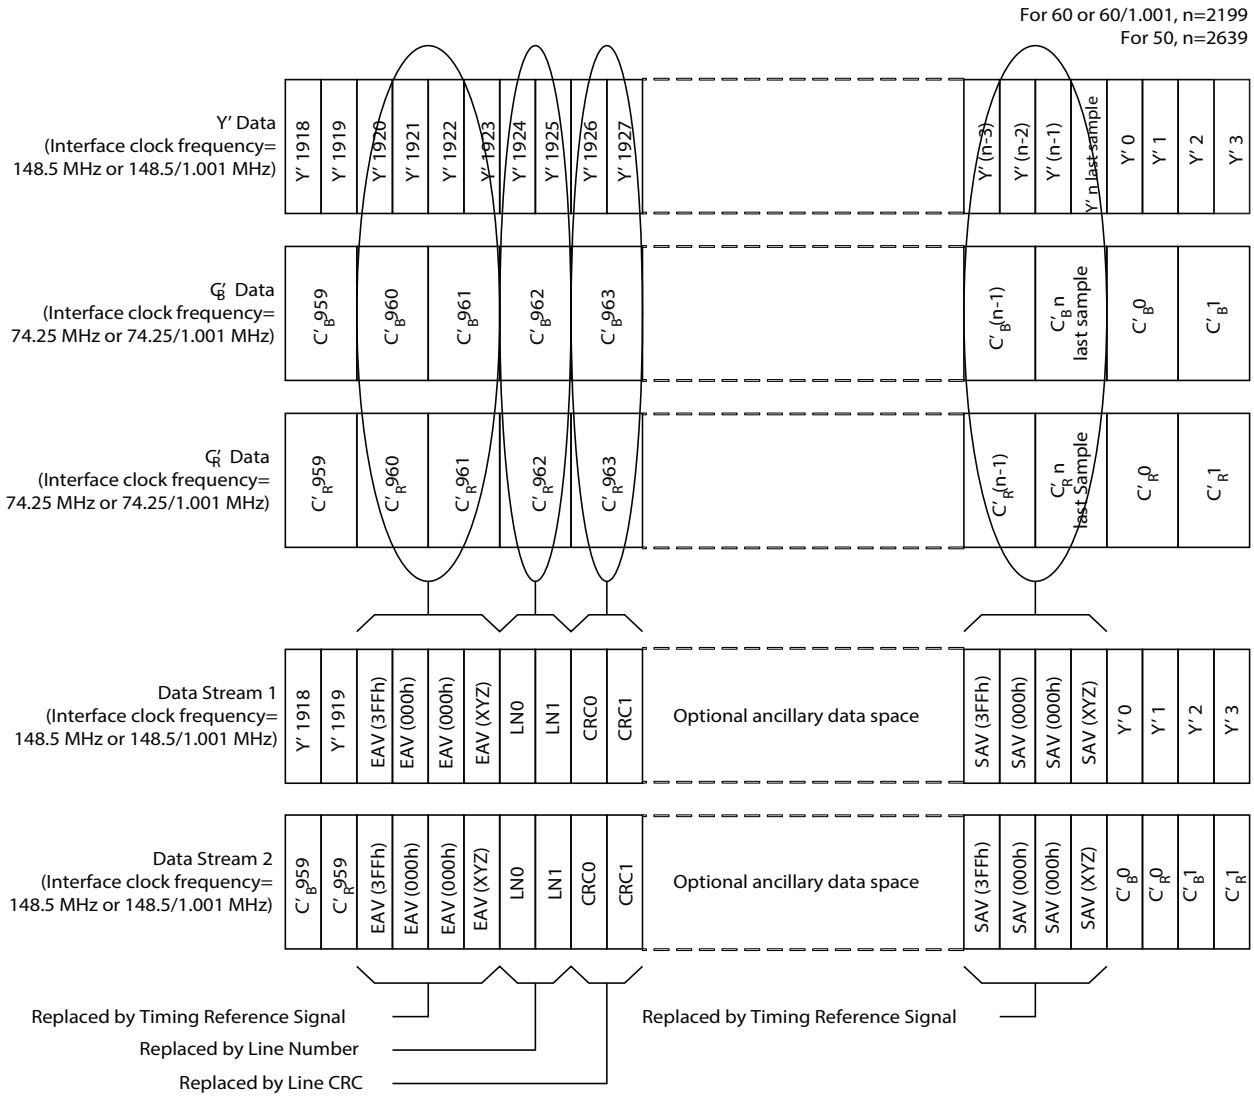 For 60 or 60/1.001, n=2199
For 50, n=2639
Y' Data
(Interface clock frequency=
148.5 MHz or 148.5/1.001 MHz)
Y' 1918
Y' 1919
Y' 1920
Y' 1921
Y' 1922
Y' 1923
Y' 1924
Y' 1925
Y' 1926
Y' 1927
Y' (n-3)
Y' (n-2)
Y' (n-1)
Y' n last sample
Y' 0
Y' 1
Y' 2
Y' 3
C'B Data
(Interface clock frequency=
74.25 MHz or 74.25/1.001 MHz)
C'B959
C'B960
C'B961
C'B962
C'B963
C'B(n-1)
C'B n
last sample
C'B0
C'B1
C'R Data
(Interface clock frequency=
74.25 MHz or 74.25/1.001 MHz)
C'R959
C'R960
C'R961
C'R962
C'R963
C'R(n-1)
C'R n
last Sample
C'R0
C'R1
Data Stream 1
(Interface clock frequency=
148.5 MHz or 148.5/1.001 MHz)
Y' 1918
Y' 1919
EAV (3FFh)
EAV (000h)
EAV (000h)
EAV (XYZ)
LN0
LN1
CRC0
CRC1
Optional ancillary data space
SAV (3FFh)
SAV (000h)
SAV (000h)
SAV (XYZ)
Y' 0
Y' 1
Y' 2
Y' 3
Data Stream 2
(Interface clock frequency=
148.5 MHz or 148.5/1.001 MHz)
C'B959
C'R959
EAV (3FFh)
EAV (000h)
EAV (000h)
EAV (XYZ)
LN0
LN1
CRC0
CRC1
Optional ancillary data space
SAV (3FFh)
SAV (000h)
SAV (000h)
SAV (XYZ)
C'B0
C'R0
C'B1
C'R1
Replaced by Timing Reference Signal
Replaced by Timing Reference Signal
Replaced by Line Number
Replaced by Line CRC